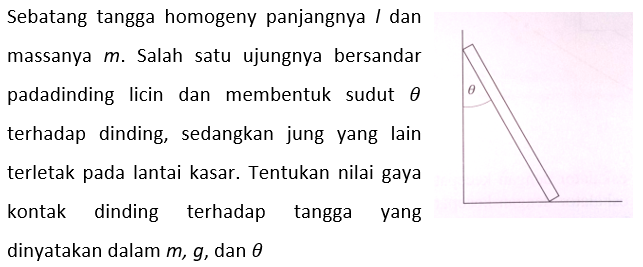 Sebatang tangga homogeny panjangnya l dan
massanya m. Salah satu ujungnya bersandar
padadinding licin dan membentuk sudut θ
terhadap dinding, sedangkan jung yang lain
terletak pada lantai kasar. Tentukan nilai gaya
kontak dinding terhadap tangga yang
dinyatakan dalam m, g, dan θ
θ